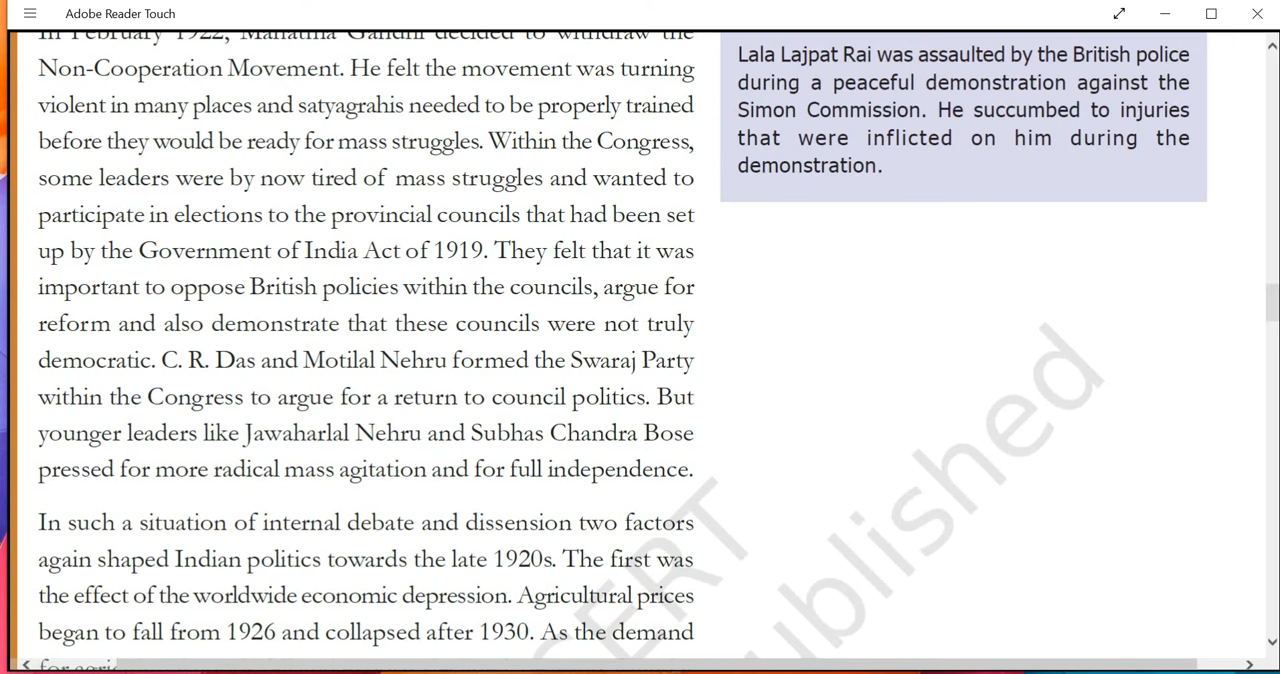 Adobe Reader Touch
In February 1922, Mahatma Gandhi decided to withdraw the
Non-Cooperation Movement. He felt the movement was turning
violent in many places and satyagrahis needed to be properly trained
before they would be ready for mass struggles. Within the Congress,
some leaders were by now tired of mass struggles and wanted to
participate in elections to the provincial councils that had been set
up by the Government of India Act of 1919. They felt that it was
important to oppose British policies within the councils, argue for
reform and also demonstrate that these councils were not truly
democratic. C. R. Das and Motilal Nehru formed the Swaraj Party
within the Congress to argue for a return to council politics. But
younger leaders like Jawaharlal Nehru and Subhas Chandra Bose
pressed for more radical mass agitation and for full independence.
In such a situation of internal debate and dissension two factors
again shaped Indian politics towards the late 1920s. The first was
the effect of the worldwide economic depression. Agricultural prices
began to fall from 1926 and collapsed after 1930. As the demand
for
Lala Lajpat Rai was assaulted by the British police
during a peaceful demonstration against the
Simon Commission. He succumbed to injuries
that were inflicted on him during the
demonstration.